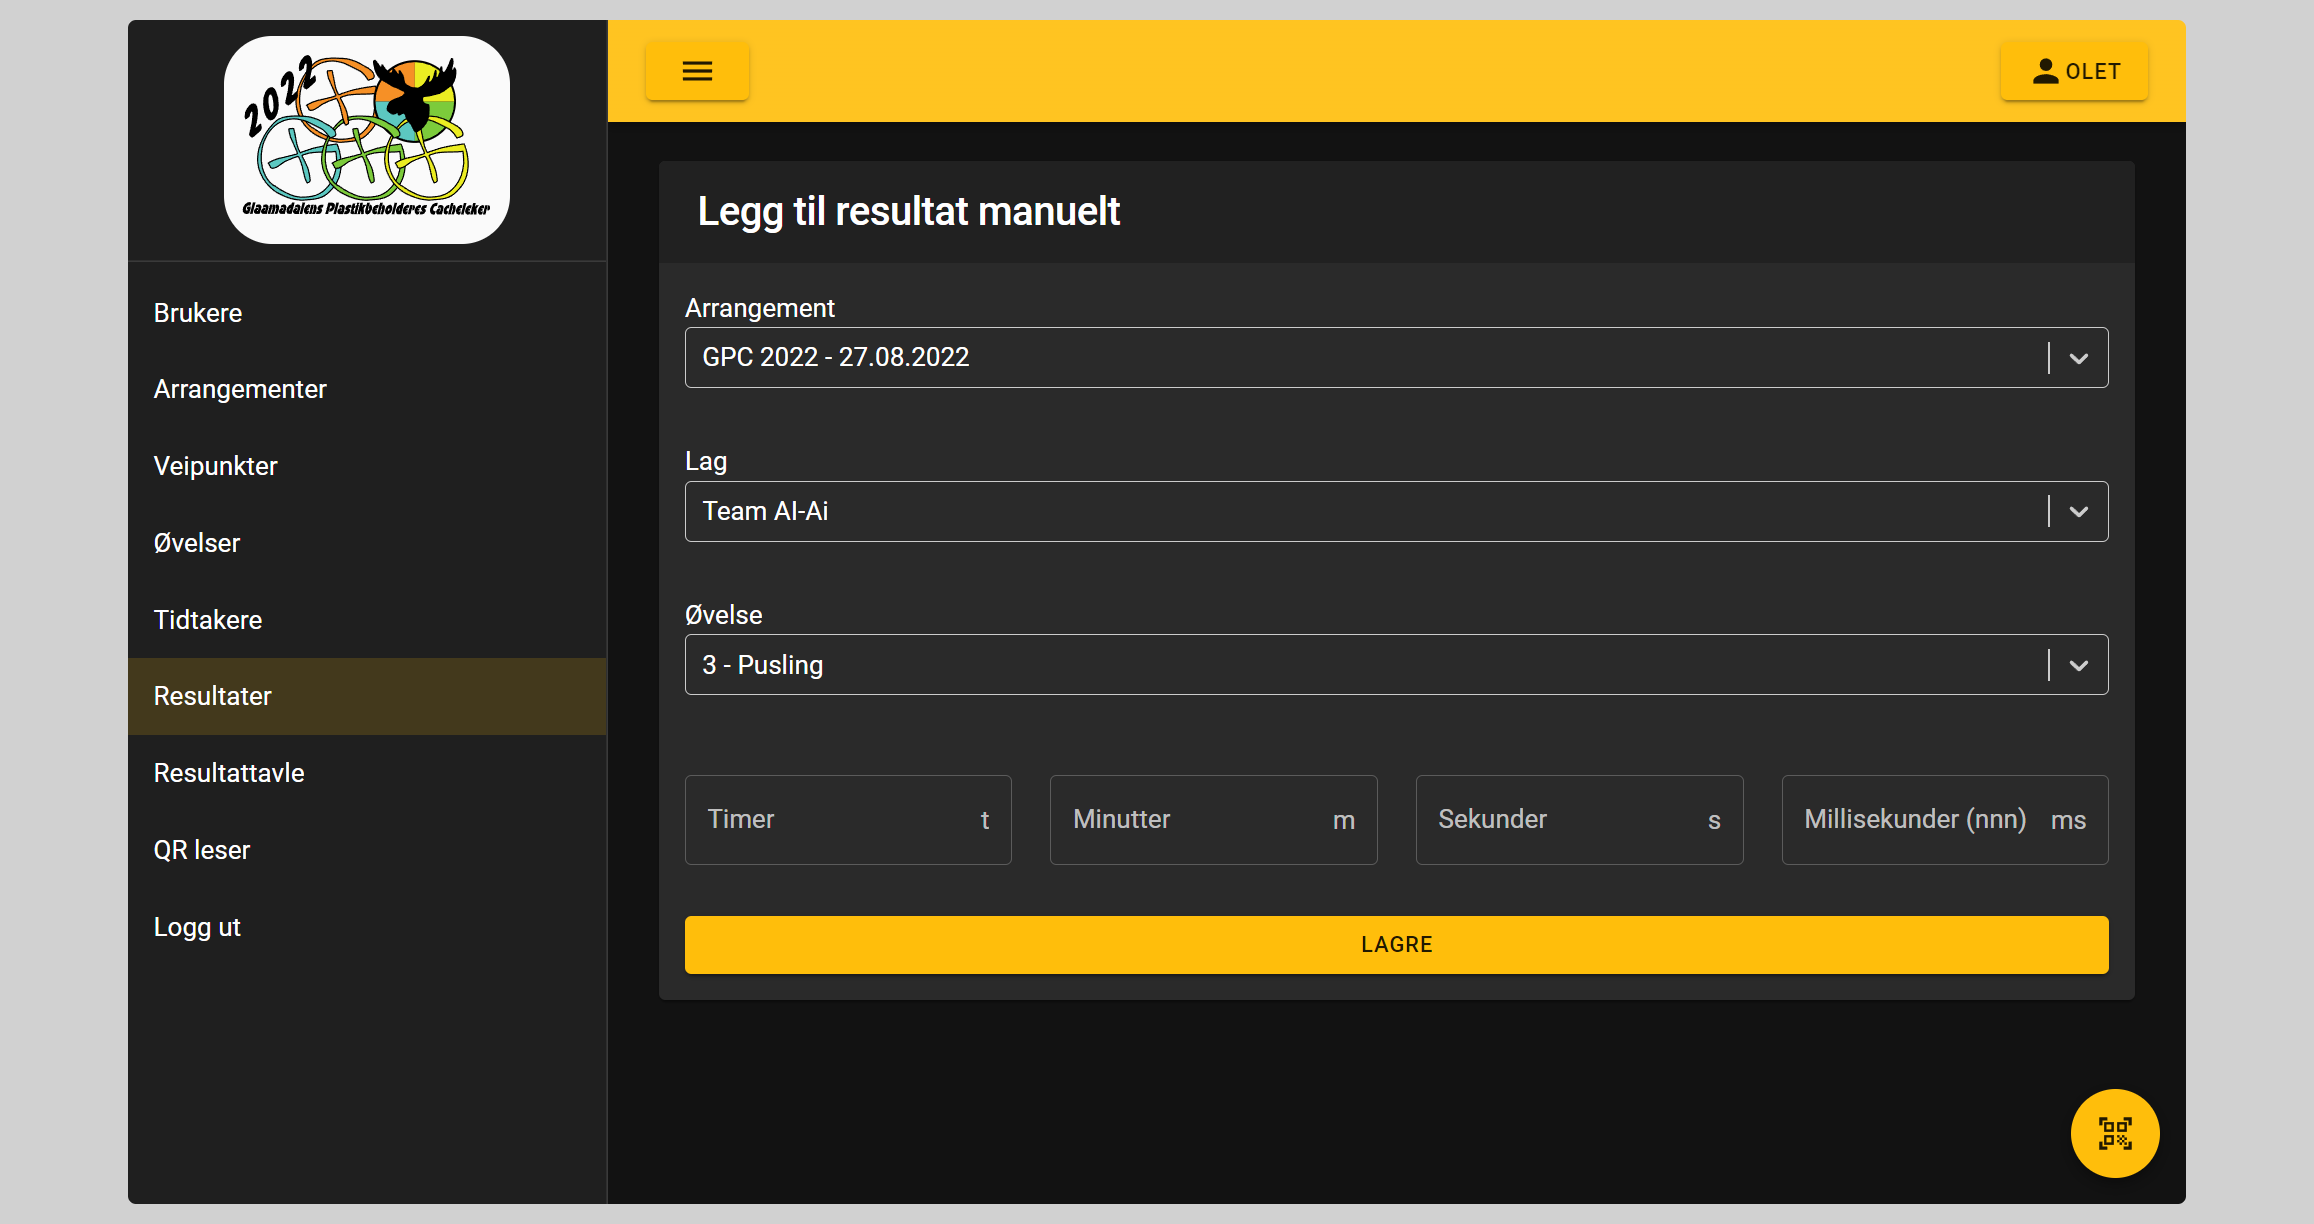 2022
Glaamadalens Plastikbeholderes Cacheleker
Brukere
Arrangementer
Veipunkter
Øvelser
Tidtakere
Resultater
Resultattavle
QR leser
Logg ut
OLET
Legg til resultat manuelt
Arrangement
GPC 2022 - 27.08.2022
Lag
Team AI-Ai
Øvelse
3 - Pusling
Timer t
Minutter m
Sekunder s
Millisekunder (nnn) ms
LAGRE